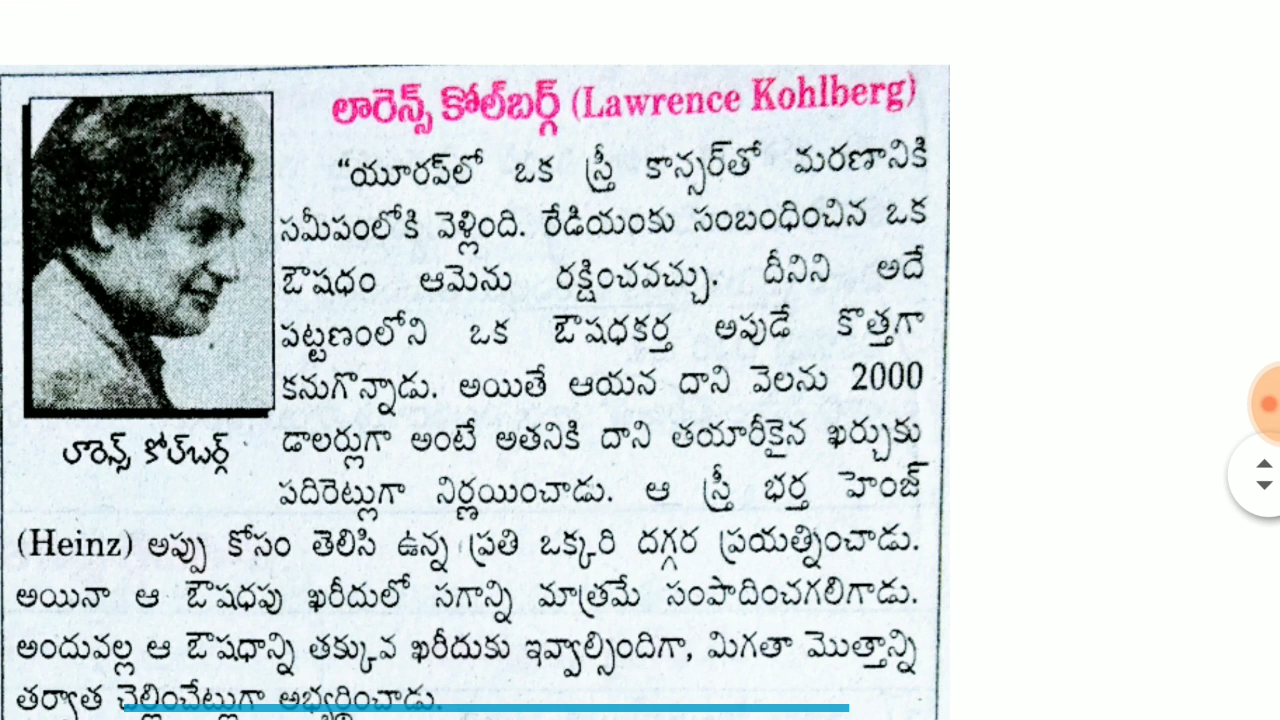 లారెన్స్ కోల్‌బర్గ్ (Lawrence Kohlberg)
“యూరప్‌లో ఒక స్త్రీ కాన్సర్‌తో మరణానికి
సమీపంలోకి వెళ్లింది. రేడియంకు సంబంధించిన ఒక
ఔషధం ఆమెను రక్షించవచ్చు. దీనిని అదే
పట్టణంలోని ఒక ఔషధకర్త అపుడే కొత్తగా
కనుగొన్నాడు. అయితే ఆయన దాని వెలను 2000
డాలర్లుగా అంటే అతనికి దాని తయారీకైన ఖర్చుకు
పదిరెట్లుగా నిర్ణయించాడు. ఆ స్త్రీ భర్త హెంజ్
లారెన్స్ కోల్‌బర్గ్
(Heinz) అప్పు కోసం తెలిసి ఉన్న ప్రతి ఒక్కరి దగ్గర ప్రయత్నించాడు.
అయినా ఆ ఔషధపు ఖరీదులో సగాన్ని మాత్రమే సంపాదించగలిగాడు.
అందువల్ల ఆ ఔషధాన్ని తక్కువ ఖరీదుకు ఇవ్వాల్సిందిగా, మిగతా మొత్తాన్ని
తర్వాత చెల్లించేట్లుగా అభ్యర్థించాడు.